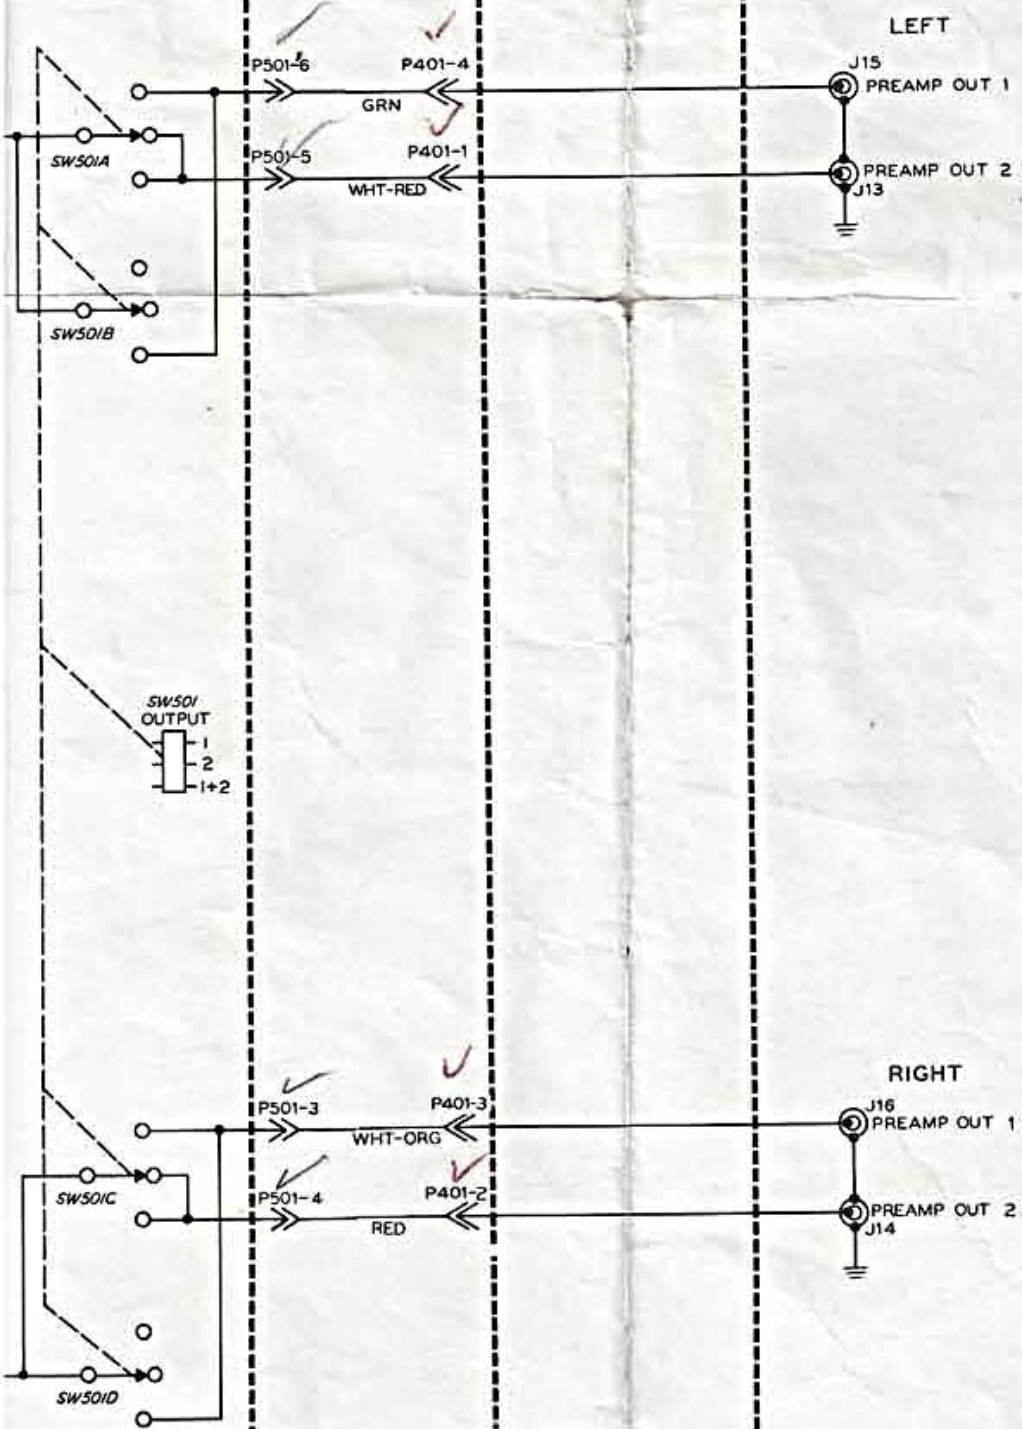 LEFT
P501-6
P401-4
J15
PREAMP OUT 1
GRN
SW501A
P501-5
P401-1
PREAMP OUT 2
WHT-RED
J13
SW501B
SW501
OUTPUT
1
2
1+2
RIGHT
P501-3
P401-3
J16
PREAMP OUT 1
WHT-ORG
SW501C
P501-4
P401-2
PREAMP OUT 2
RED
J14
SW501D